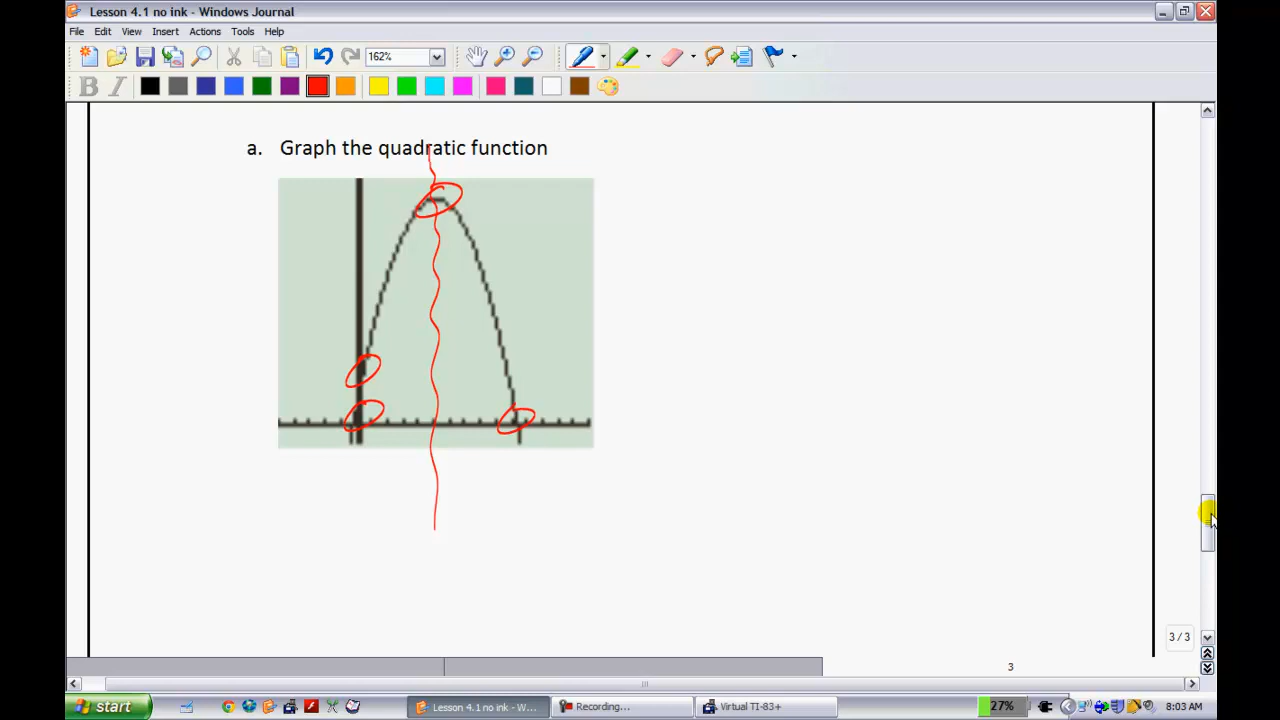 Lesson 4.1 no ink - Windows Journal
File Edit View Insert Actions Tools Help
162%
B I
a. Graph the quadratic function
3 / 3
3
start
Lesson 4.1 no ink - W...
Recording...
Virtual TI-83+
27%
8:03 AM